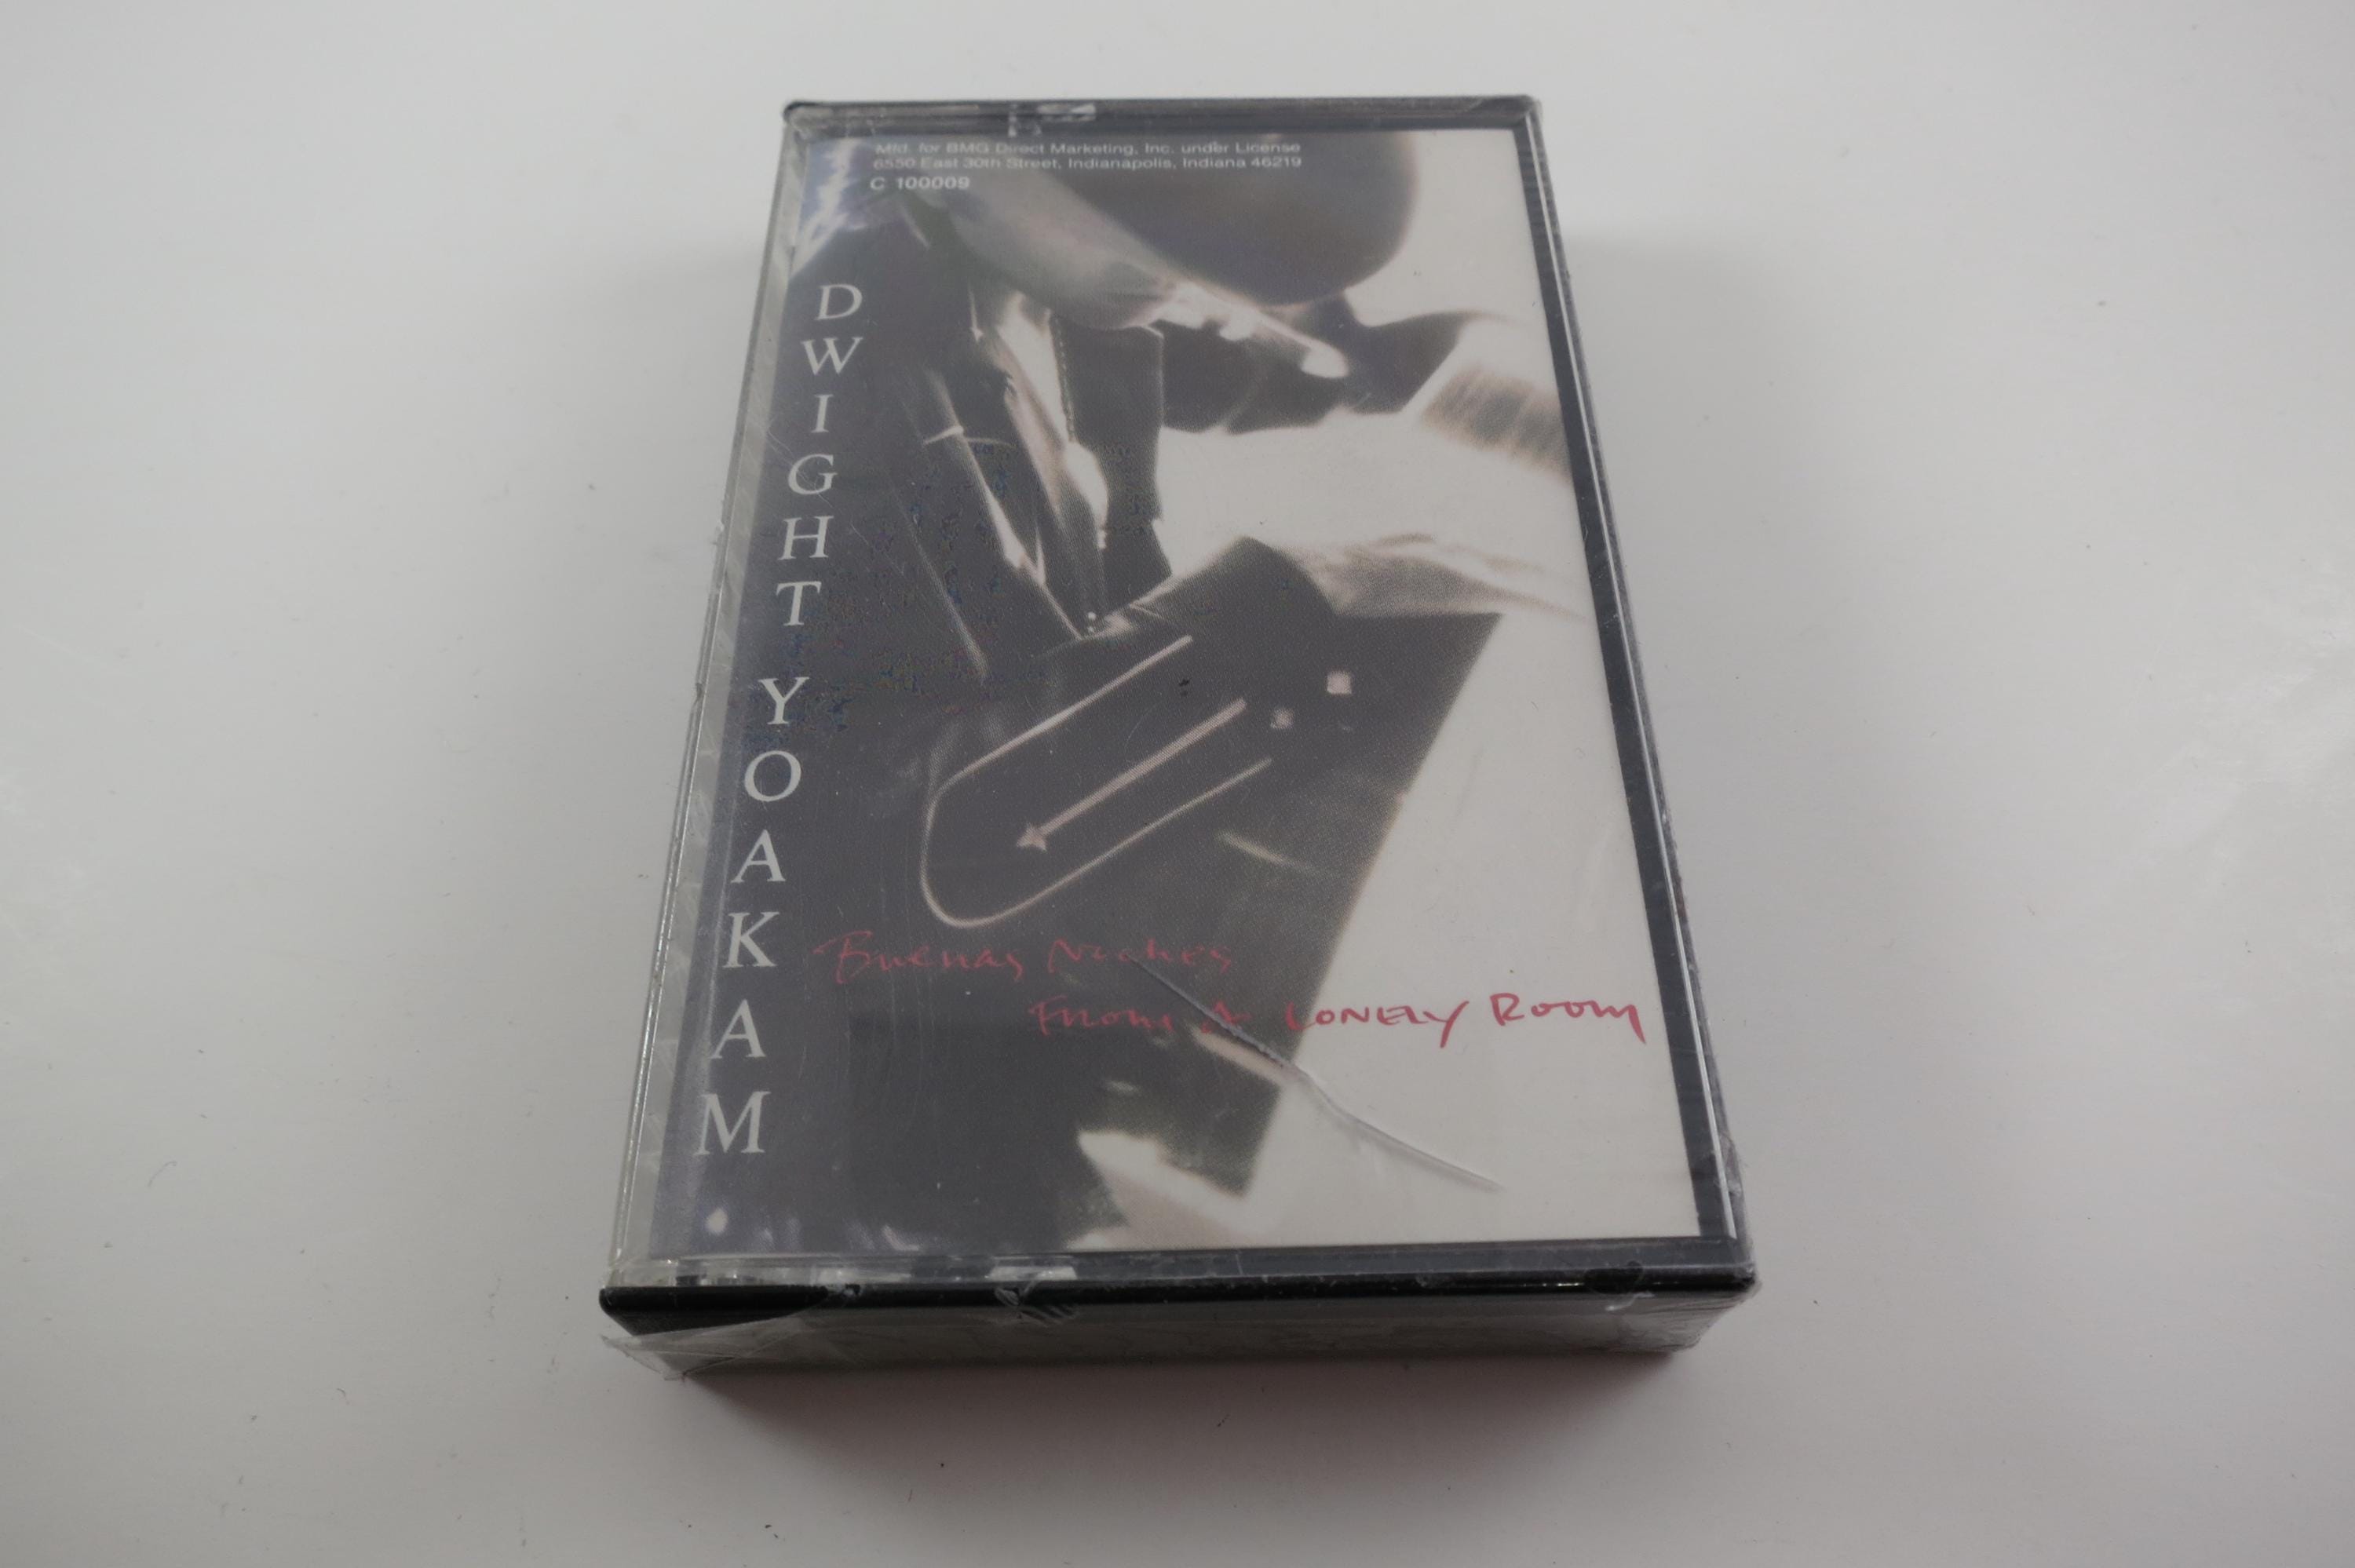 Mfd. for BMG Direct Marketing, Inc. under License
6550 East 30th Street, Indianapolis, Indiana 46219
C 100009
DWIGHT YOAKAM
Buenas Noches
From A Lonely Room